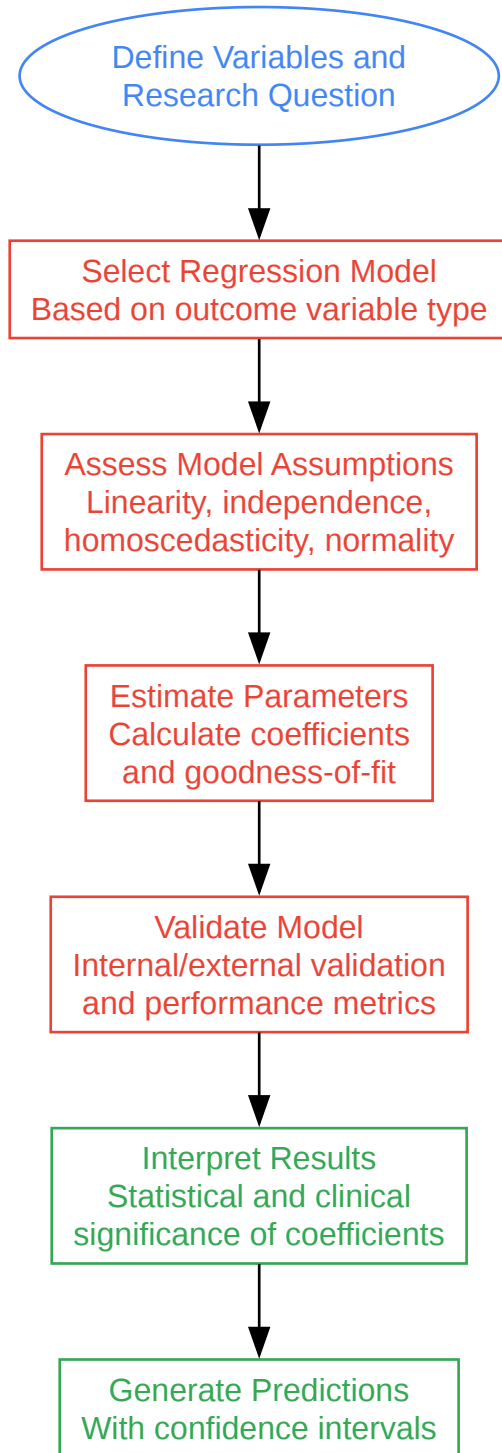 Define Variables and
Research Question
Select Regression Model
Based on outcome variable type
Assess Model Assumptions
Linearity, independence,
homoscedasticity, normality
Estimate Parameters
Calculate coefficients
and goodness-of-fit
Validate Model
Internal/external validation
and performance metrics
Interpret Results
Statistical and clinical
significance of coefficients
Generate Predictions
With confidence intervals